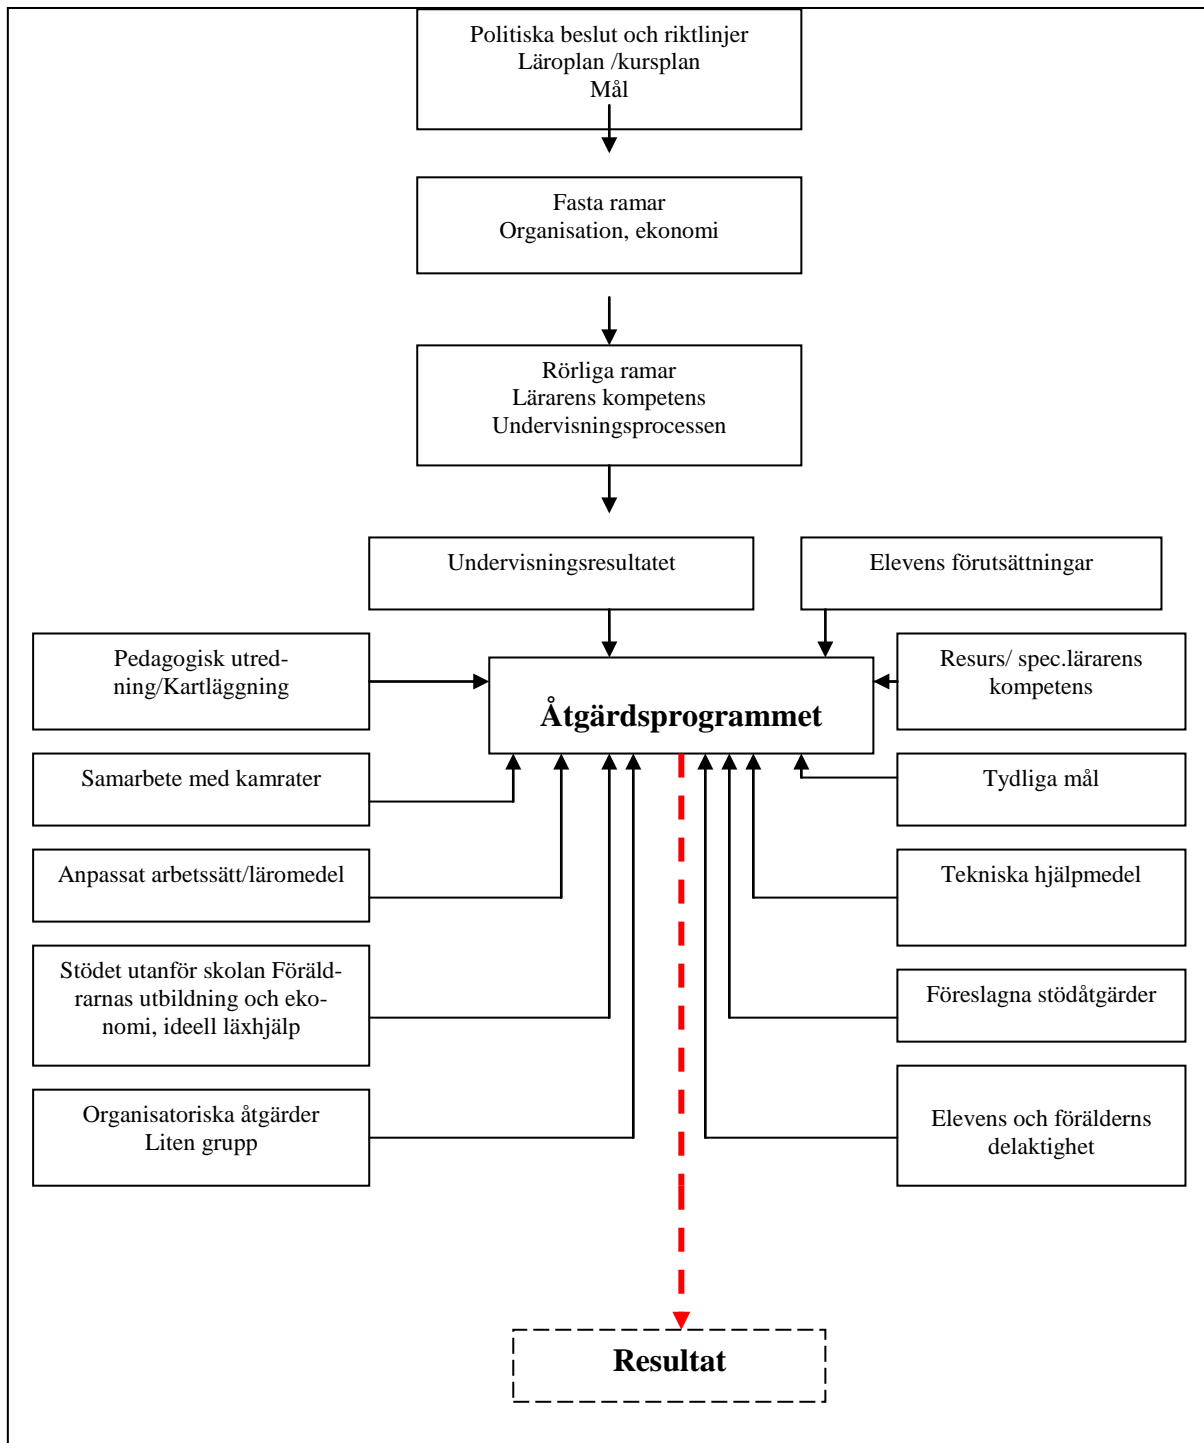 Politiska beslut och riktlinjer
Läroplan /kursplan
Mål
Fasta ramar
Organisation, ekonomi
Rörliga ramar
Lärarens kompetens
Undervisningsprocessen
Undervisningsresultatet
Elevens förutsättningar
Pedagogisk utred-
ning/Kartläggning
Resurs/ spec.lärarens
kompetens
Åtgärdsprogrammet
Samarbete med kamrater
Tydliga mål
Anpassat arbetssätt/läromedel
Tekniska hjälpmedel
Stödet utanför skolan Föräld-
rarnas utbildning och eko-
nomi, ideell läxhjälp
Föreslagna stödåtgärder
Organisatoriska åtgärder
Liten grupp
Elevens och förälderns
delaktighet
Resultat